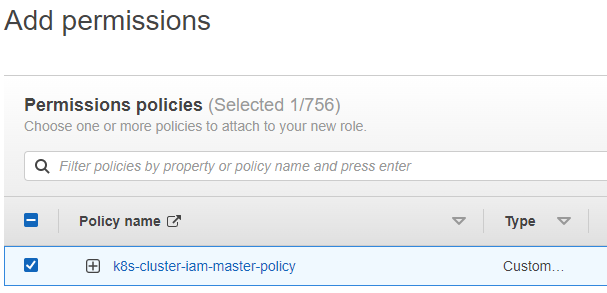 Add permissions
Permissions policies (Selected 1/756)
Choose one or more policies to attach to your new role.
Filter policies by property or policy name and press enter
Policy name Type
k8s-cluster-iam-master-policy Custom…